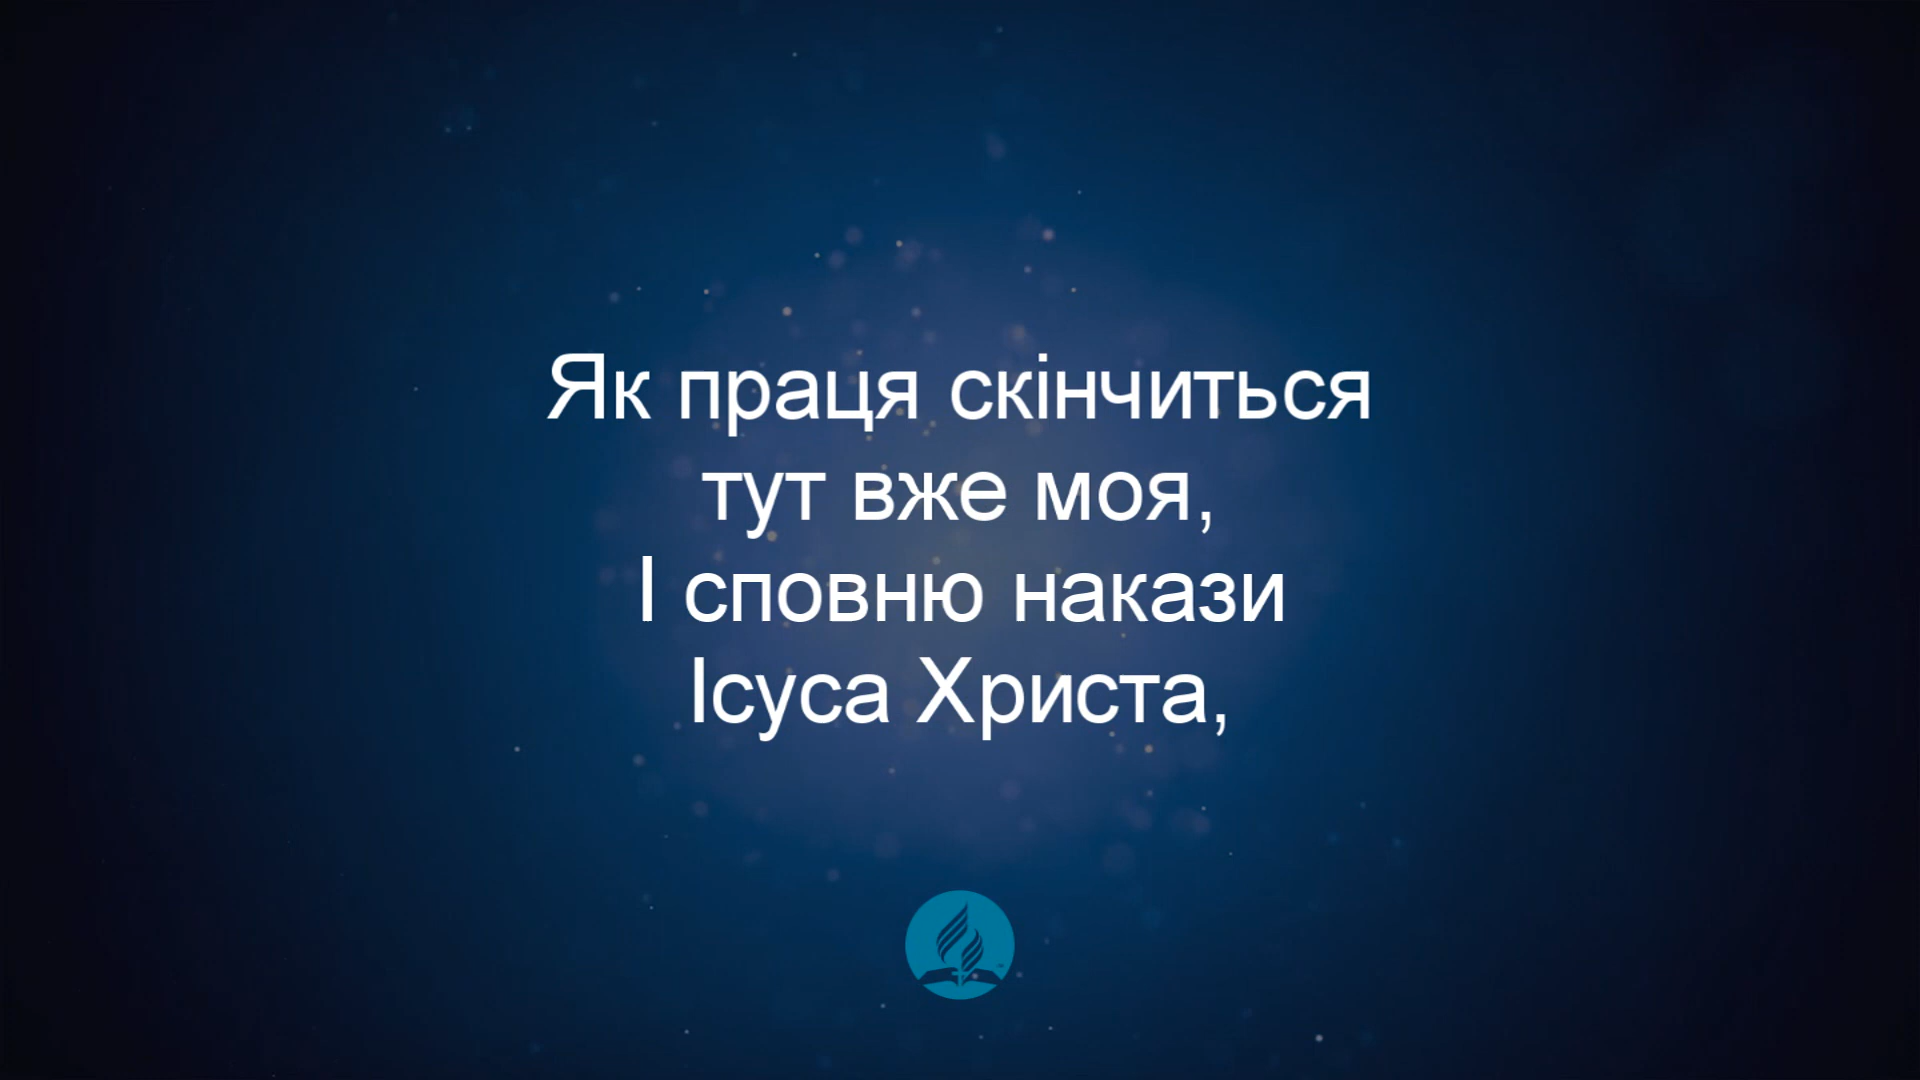 Як праця скінчиться
тут вже моя,
І сповню накази
Ісуса Христа,